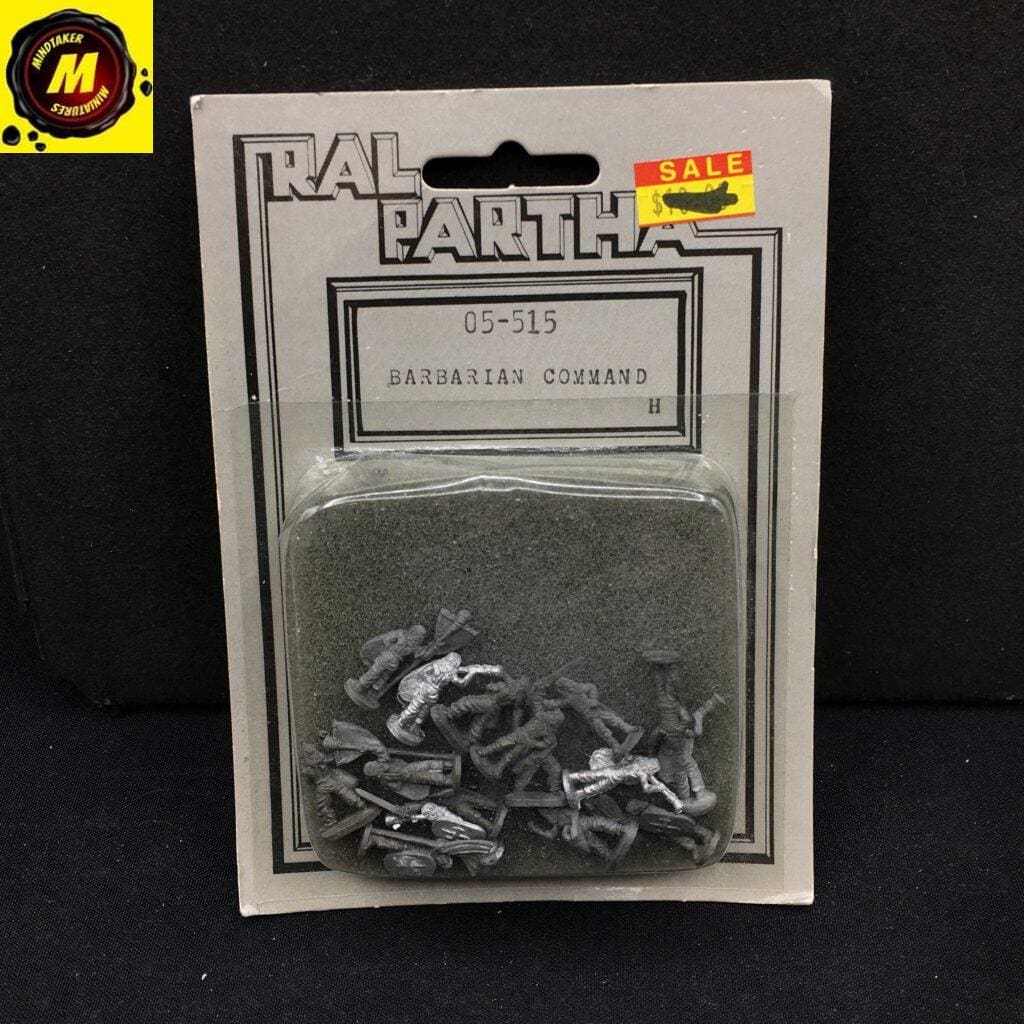 MINDTAKER
M
MINIATURES
RAL
PARTHA
SALE
05-515
BARBARIAN COMMAND
H